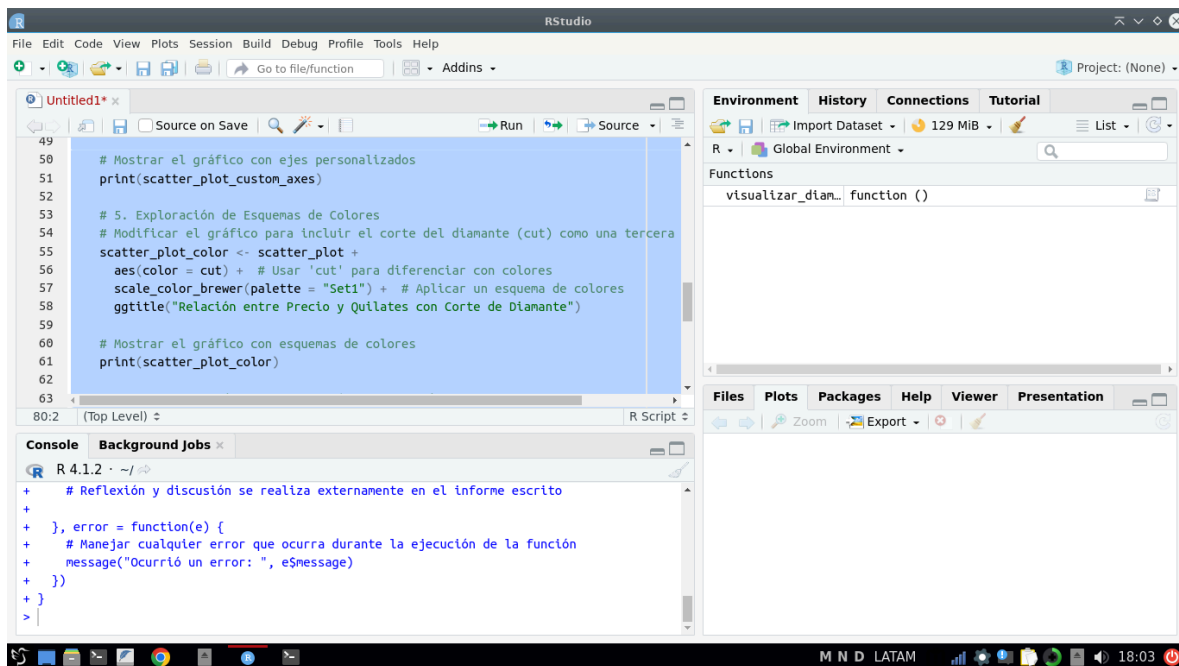 RStudio
File Edit Code View Plots Session Build Debug Profile Tools Help
Go to file/function Addins Project: (None)
Untitled1*
Source on Save Run Source
49
50 # Mostrar el gráfico con ejes personalizados
51 print(scatter_plot_custom_axes)
52
53 # 5. Exploración de Esquemas de Colores
54 # Modificar el gráfico para incluir el corte del diamante (cut) como una tercera
55 scatter_plot_color <- scatter_plot +
56 aes(color = cut) + # Usar 'cut' para diferenciar con colores
57 scale_color_brewer(palette = "Set1") + # Aplicar un esquema de colores
58 ggtitle("Relación entre Precio y Quilates con Corte de Diamante")
59
60 # Mostrar el gráfico con esquemas de colores
61 print(scatter_plot_color)
62
63
80:2 (Top Level) R Script
Console Background Jobs
R 4.1.2 · ~/
+ # Reflexión y discusión se realiza externamente en el informe escrito
+
+ }, error = function(e) {
+ # Manejar cualquier error que ocurra durante la ejecución de la función
+ message("Ocurrió un error: ", e$message)
+ })
+ }
>
Environment History Connections Tutorial
Import Dataset 129 MiB List
R Global Environment
Functions
visualizar_diam… function ()
Files Plots Packages Help Viewer Presentation
Zoom Export
M N D LATAM 18:03